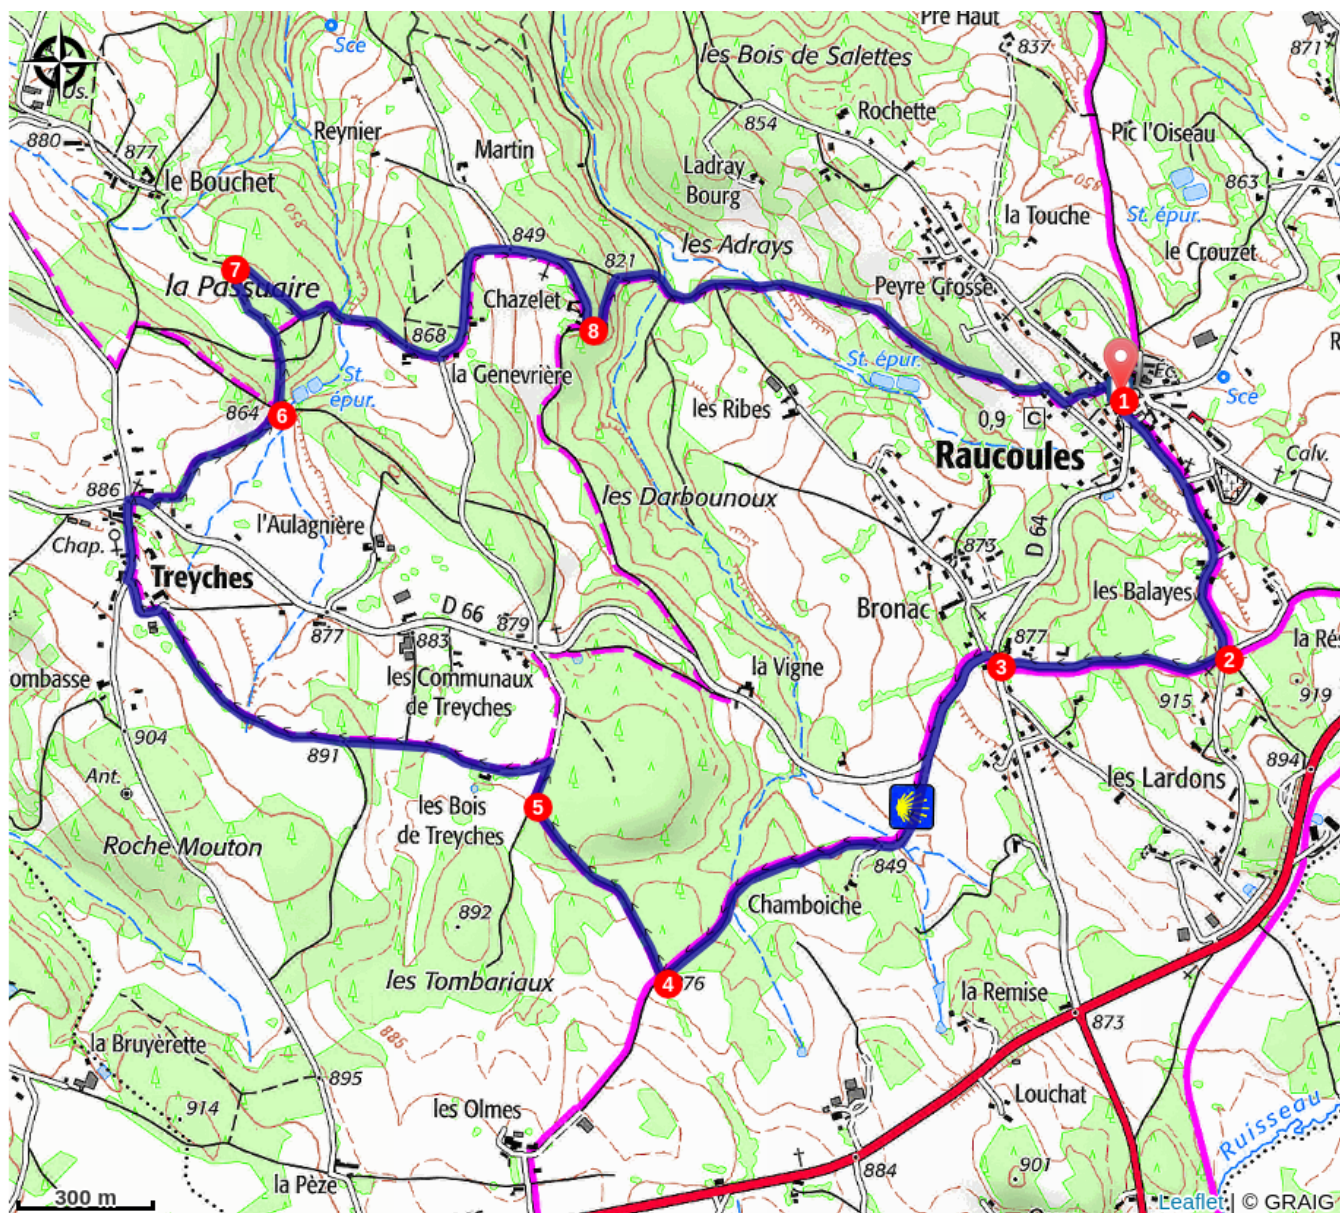 Pré Haut
les Bois de Salettes
837
871
Sce
Us.
Reynier
Martin
854
Rochette
Pic l'Oiseau
880
877
le Bouchet
Ladray
Bourg
863
850
850
St. épur.
la Touche
le Crouzet
849
821
les Adrays
7
la Passuaire
Chazelet
8
Peyre Grosse
868
la Genevrière
St. épur.
Éc.
St.
épur.
864
6
les Ribes
0,9
C
1
Sce
Raucoules
Calv.
886
les Darbounoux
l'Aulagnière
Chap.
Treyches
D 64
873
D 66
879
877
883
Bronac
les Balayes
877
3
2
la Vigne
ombasse
les Communaux
de Treyches
915
919
904
891
Ant.
les Lardons
894
5
les Bois
de Treyches
Roche Mouton
849
Chamboiche
892
les Tombariaux
4
76
la Remise
885
873
la Bruyèrette
895
914
les Olmes
Louchat
Ruisseau
884
901
la Pèze
300 m
Leaflet | © GRAIG